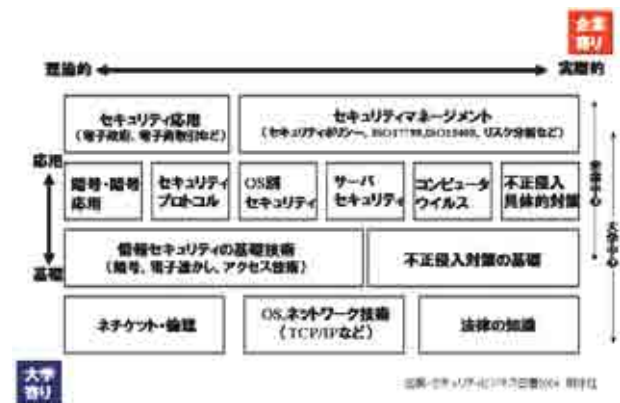 企業
寄り
理論的
実際的
セキュリティ応用
(電子政府、電子商取引など)
セキュリティマネージメント
(セキュリティポリシー、ISO17799,ISO15408、リスク分析など)
応用
暗号・暗号
応用
セキュリティ
プロトコル
OS別
セキュリティ
サーバ
セキュリティ
コンピュータ
ウイルス
不正侵入
具体的対策
基礎
情報セキュリティの基礎技術
(暗号、電子透かし、アクセス技術)
不正侵入対策の基礎
ネチケット・倫理
OS,ネットワーク技術
(TCP/IPなど)
法律の知識
大学中心
大学
寄り